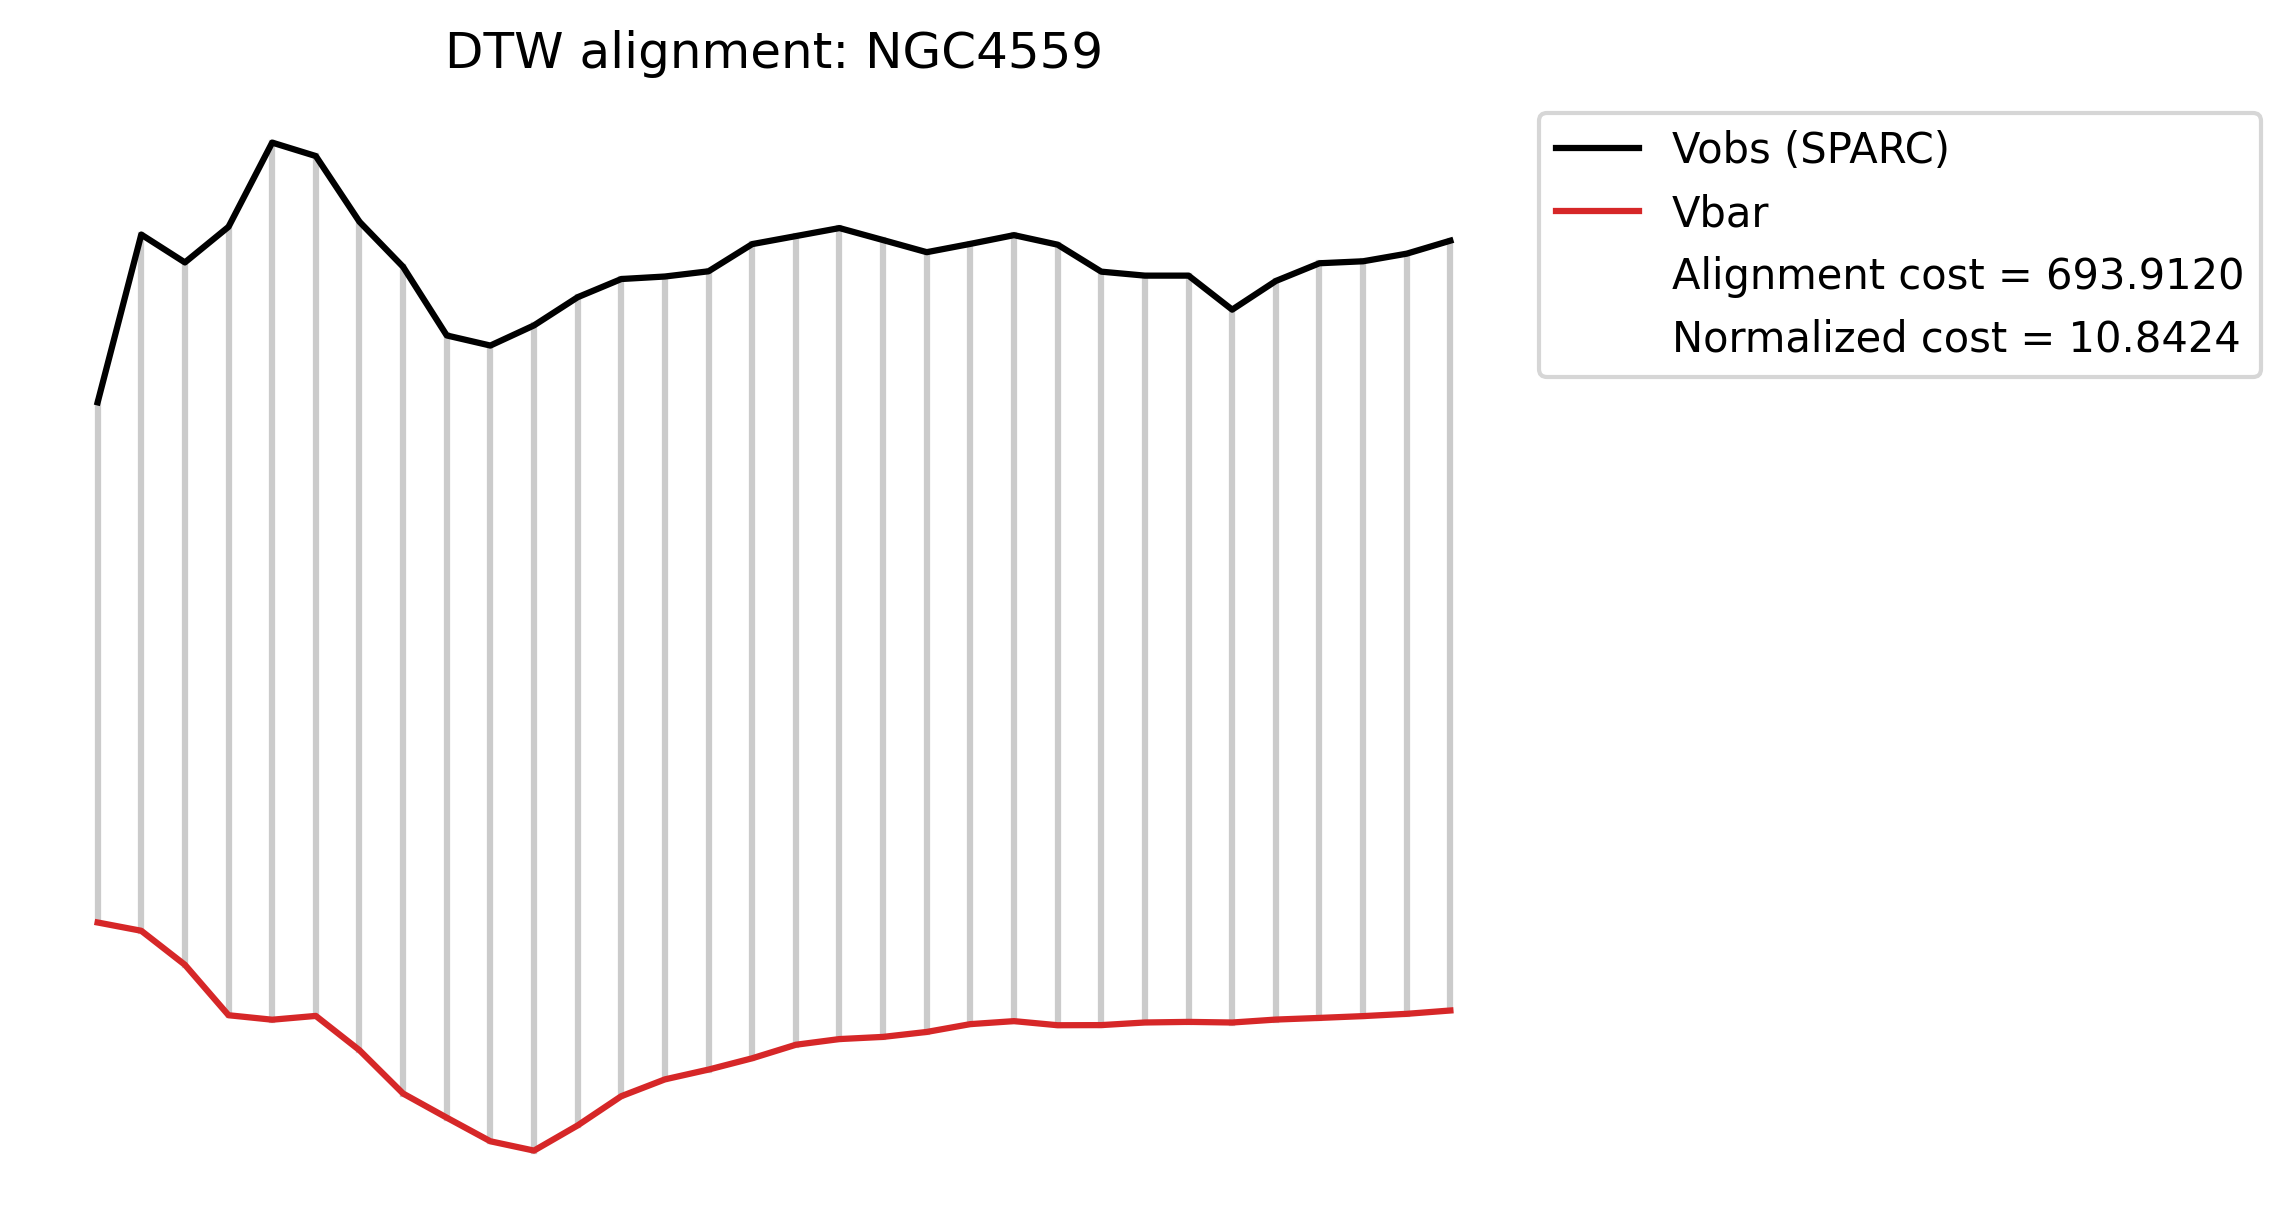 DTW alignment: NGC4559
Vobs (SPARC)
Vbar
Alignment cost = 693.9120
Normalized cost = 10.8424